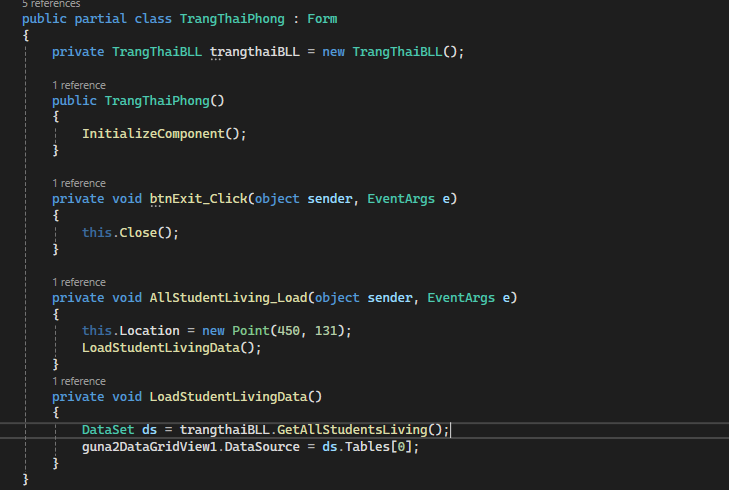 5 references
public partial class TrangThaiPhong : Form
{
private TrangThaiBLL trangthaiBLL = new TrangThaiBLL();
1 reference
public TrangThaiPhong()
{
InitializeComponent();
}
1 reference
private void btnExit_Click(object sender, EventArgs e)
{
this.Close();
}
1 reference
private void AllStudentLiving_Load(object sender, EventArgs e)
{
this.Location = new Point(450, 131);
LoadStudentLivingData();
}
1 reference
private void LoadStudentLivingData()
{
DataSet ds = trangthaiBLL.GetAllStudentsLiving();
guna2DataGridView1.DataSource = ds.Tables[0];
}
}